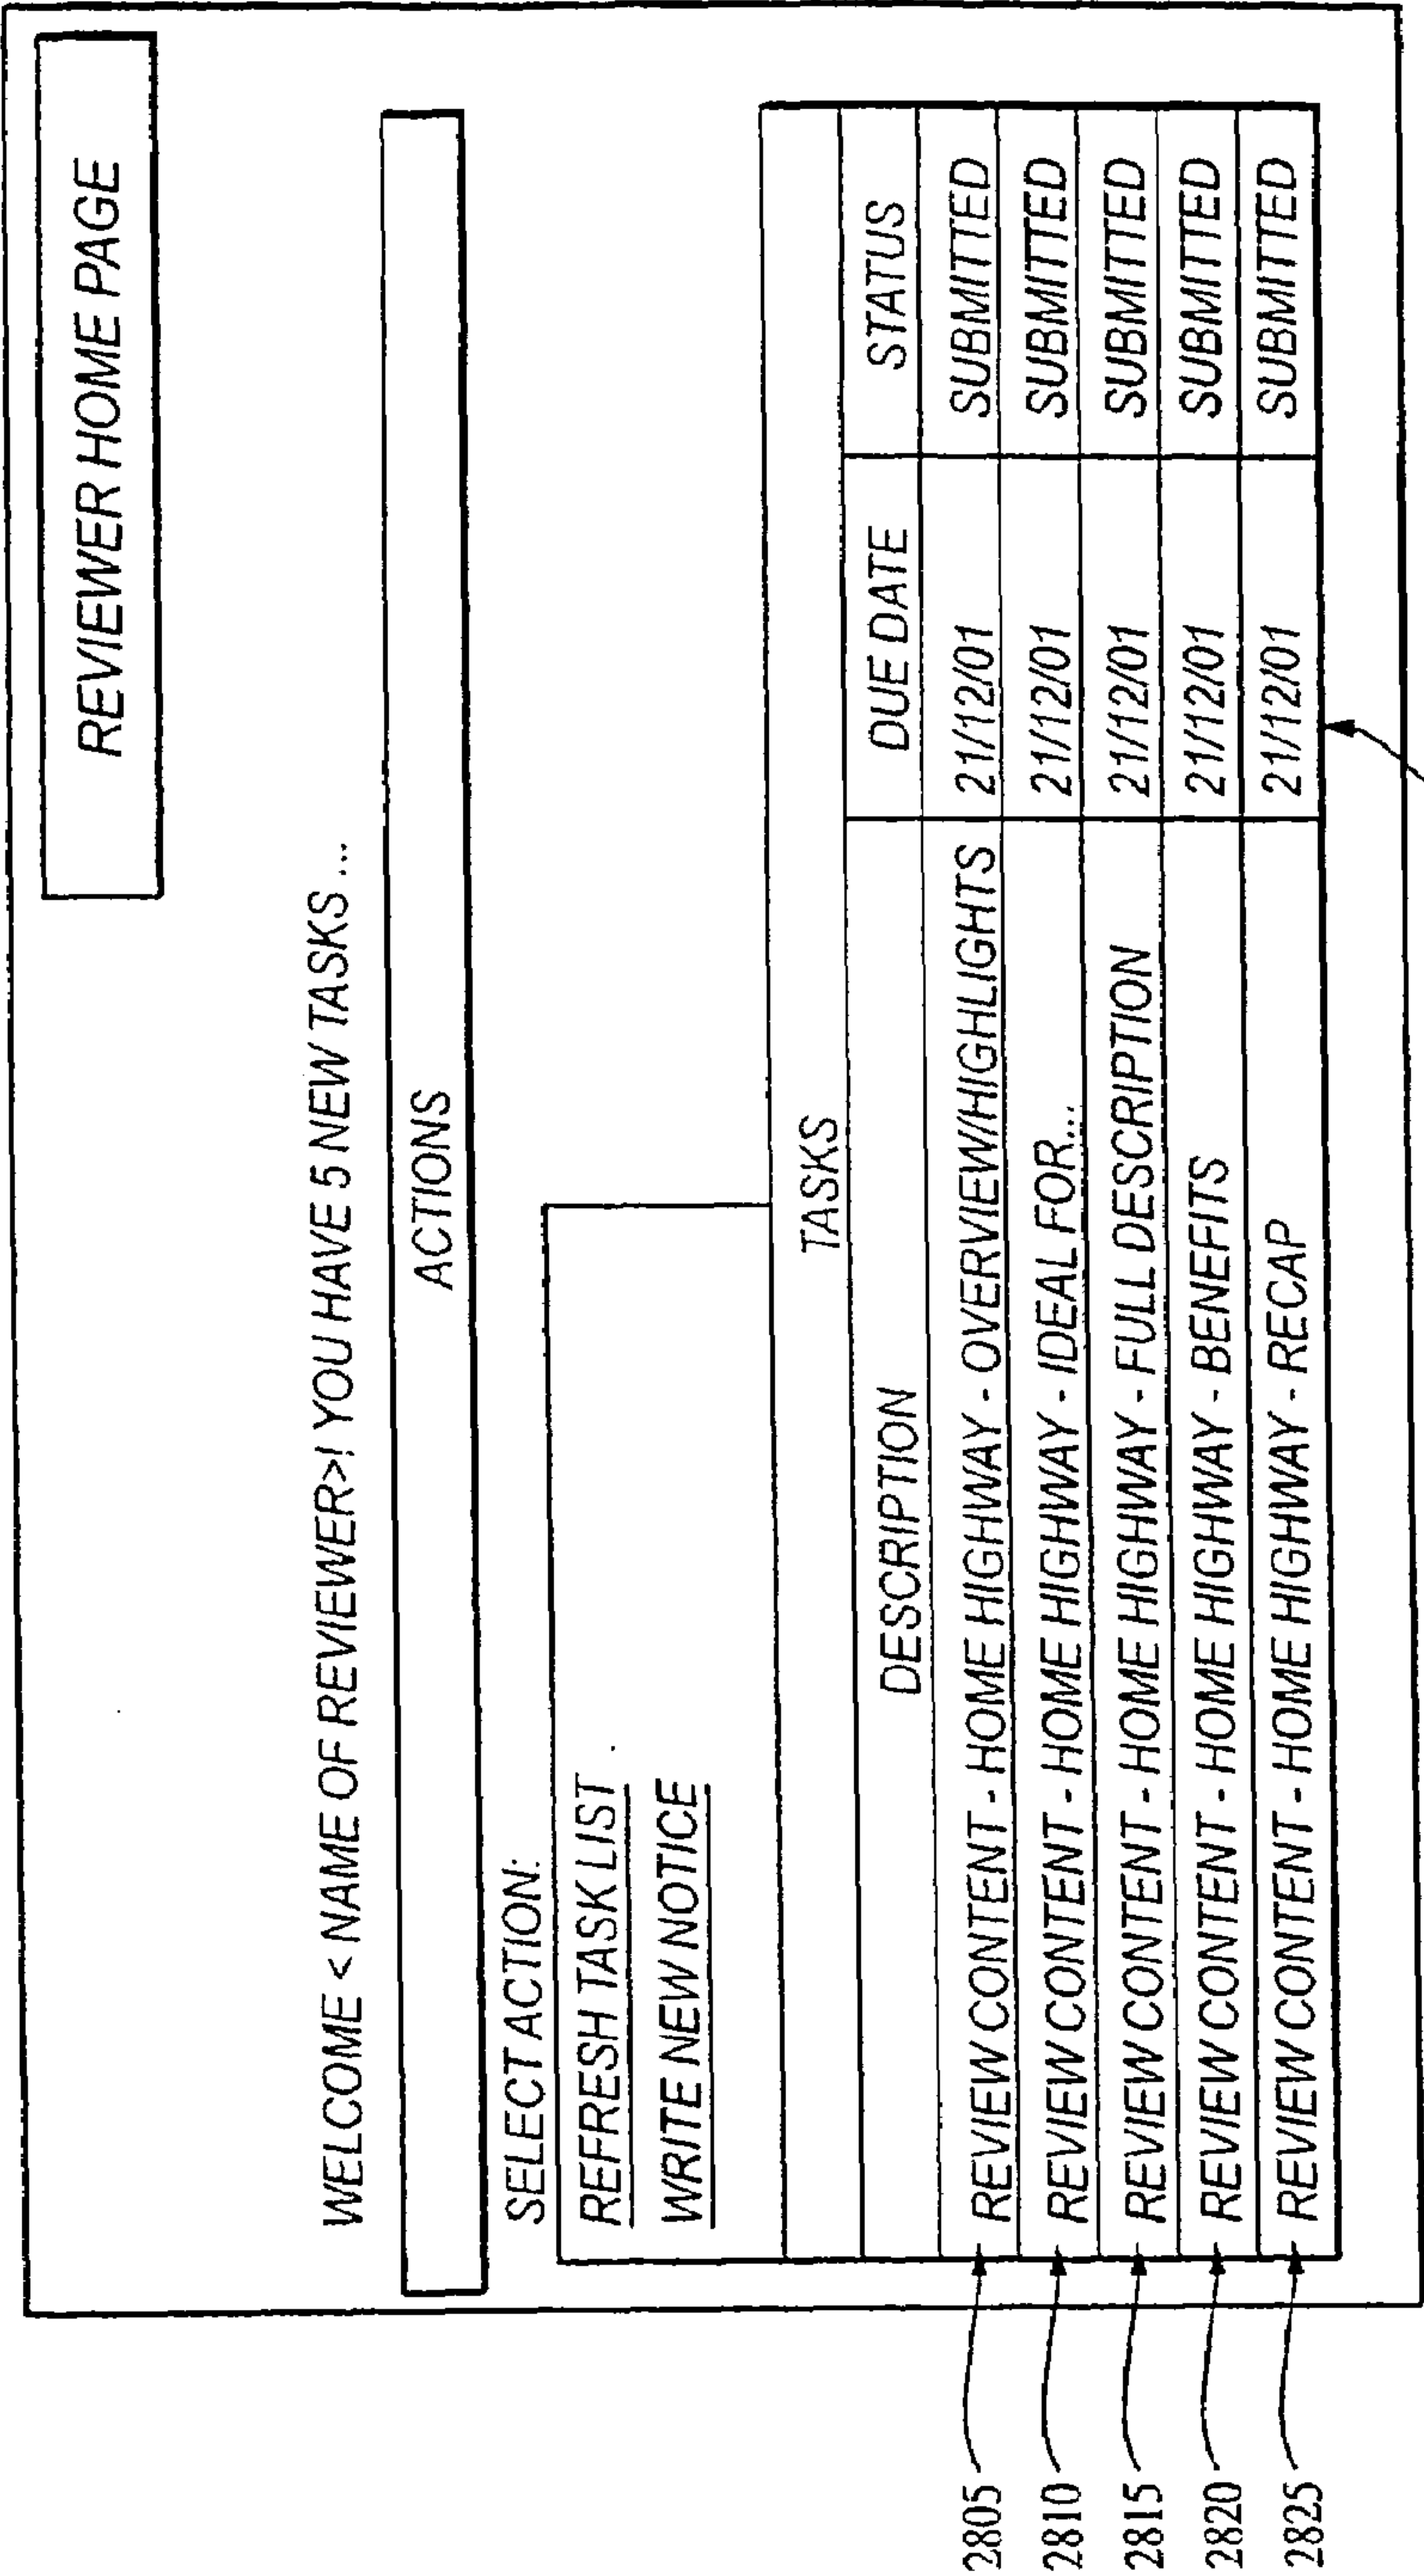 REVIEWER HOME PAGE
WELCOME < NAME OF REVIEWER>! YOU HAVE 5 NEW TASKS ...
ACTIONS
SELECT ACTION:
REFRESH TASK LIST
WRITE NEW NOTICE
TASKS
DESCRIPTION DUE DATE STATUS
2805 REVIEW CONTENT - HOME HIGHWAY - OVERVIEW/HIGHLIGHTS 21/12/01 SUBMITTED
2810 REVIEW CONTENT - HOME HIGHWAY - IDEAL FOR... 21/12/01 SUBMITTED
2815 REVIEW CONTENT - HOME HIGHWAY - FULL DESCRIPTION 21/12/01 SUBMITTED
2820 REVIEW CONTENT - HOME HIGHWAY - BENEFITS 21/12/01 SUBMITTED
2825 REVIEW CONTENT - HOME HIGHWAY - RECAP 21/12/01 SUBMITTED